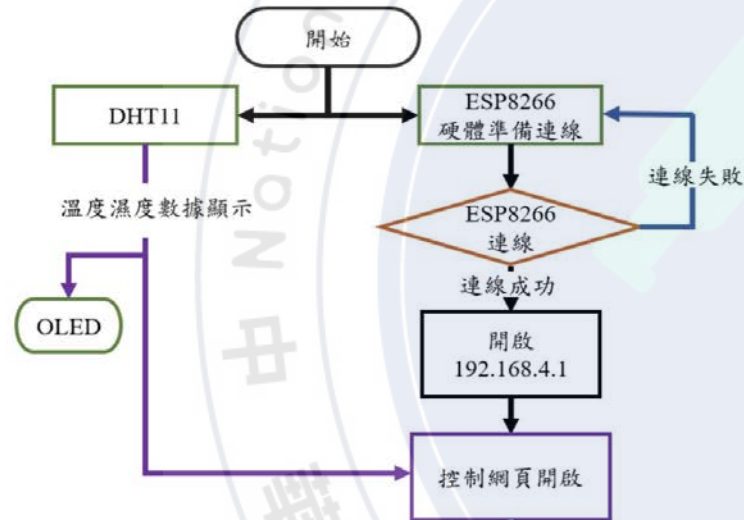 開始
DHT11
ESP8266
硬體準備連線
連線失敗
溫度濕度數據顯示
ESP8266
連線
連線成功
OLED
開啟
192.168.4.1
控制網頁開啟
中 Nation